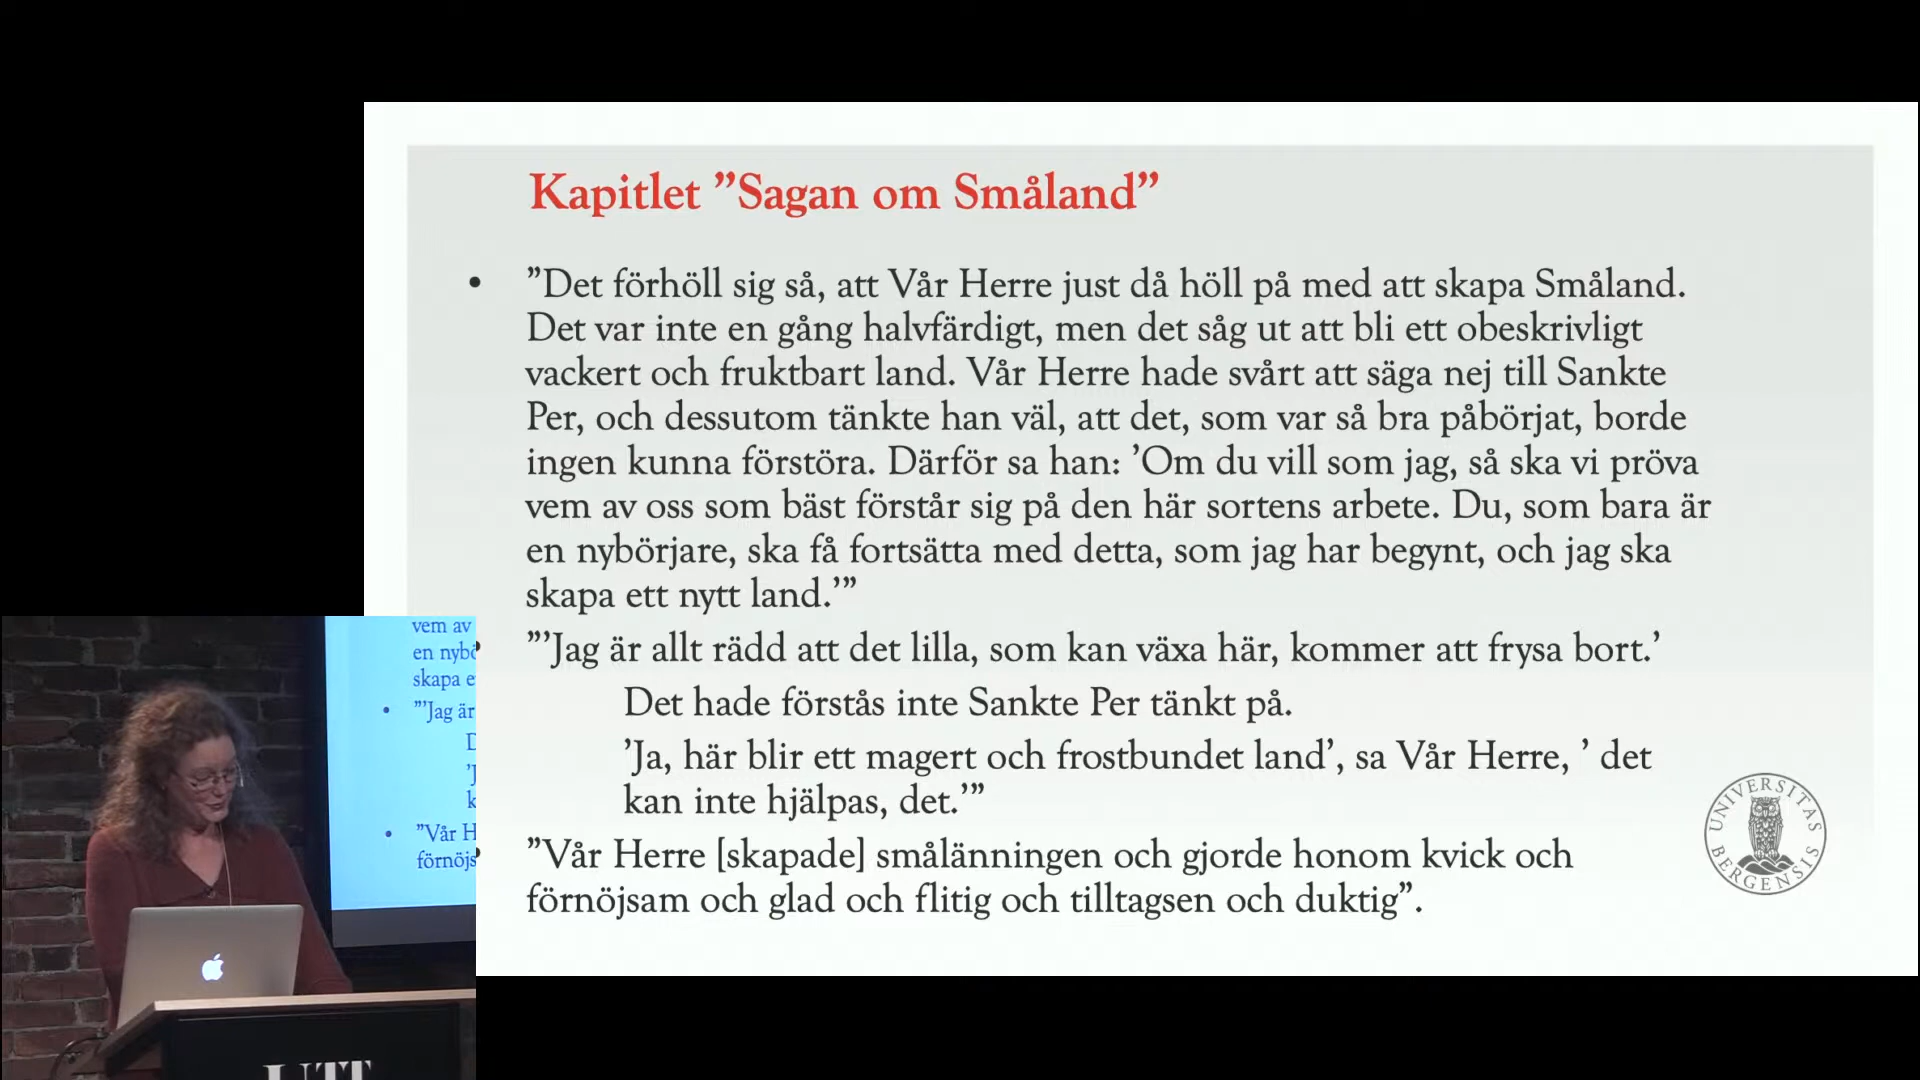 Kapitlet ”Sagan om Småland”
• ”Det förhöll sig så, att Vår Herre just då höll på med att skapa Småland.
Det var inte en gång halvfärdigt, men det såg ut att bli ett obeskrivligt
vackert och fruktbart land. Vår Herre hade svårt att säga nej till Sankte
Per, och dessutom tänkte han väl, att det, som var så bra påbörjat, borde
ingen kunna förstöra. Därför sa han: ’Om du vill som jag, så ska vi pröva
vem av oss som bäst förstår sig på den här sortens arbete. Du, som bara är
en nybörjare, ska få fortsätta med detta, som jag har begynt, och jag ska
skapa ett nytt land.’”
”’Jag är allt rädd att det lilla, som kan växa här, kommer att frysa bort.’
Det hade förstås inte Sankte Per tänkt på.
’Ja, här blir ett magert och frostbundet land’, sa Vår Herre, ’ det
kan inte hjälpas, det.’”
”Vår Herre [skapade] smålänningen och gjorde honom kvick och
förnöjsam och glad och flitig och tilltagsen och duktig”.
UNIVERSITAS BERGENSIS
vem av
en nybö
skapa e
• ”’Jag är
D
’J
k
• ”Vår H
förnöjs